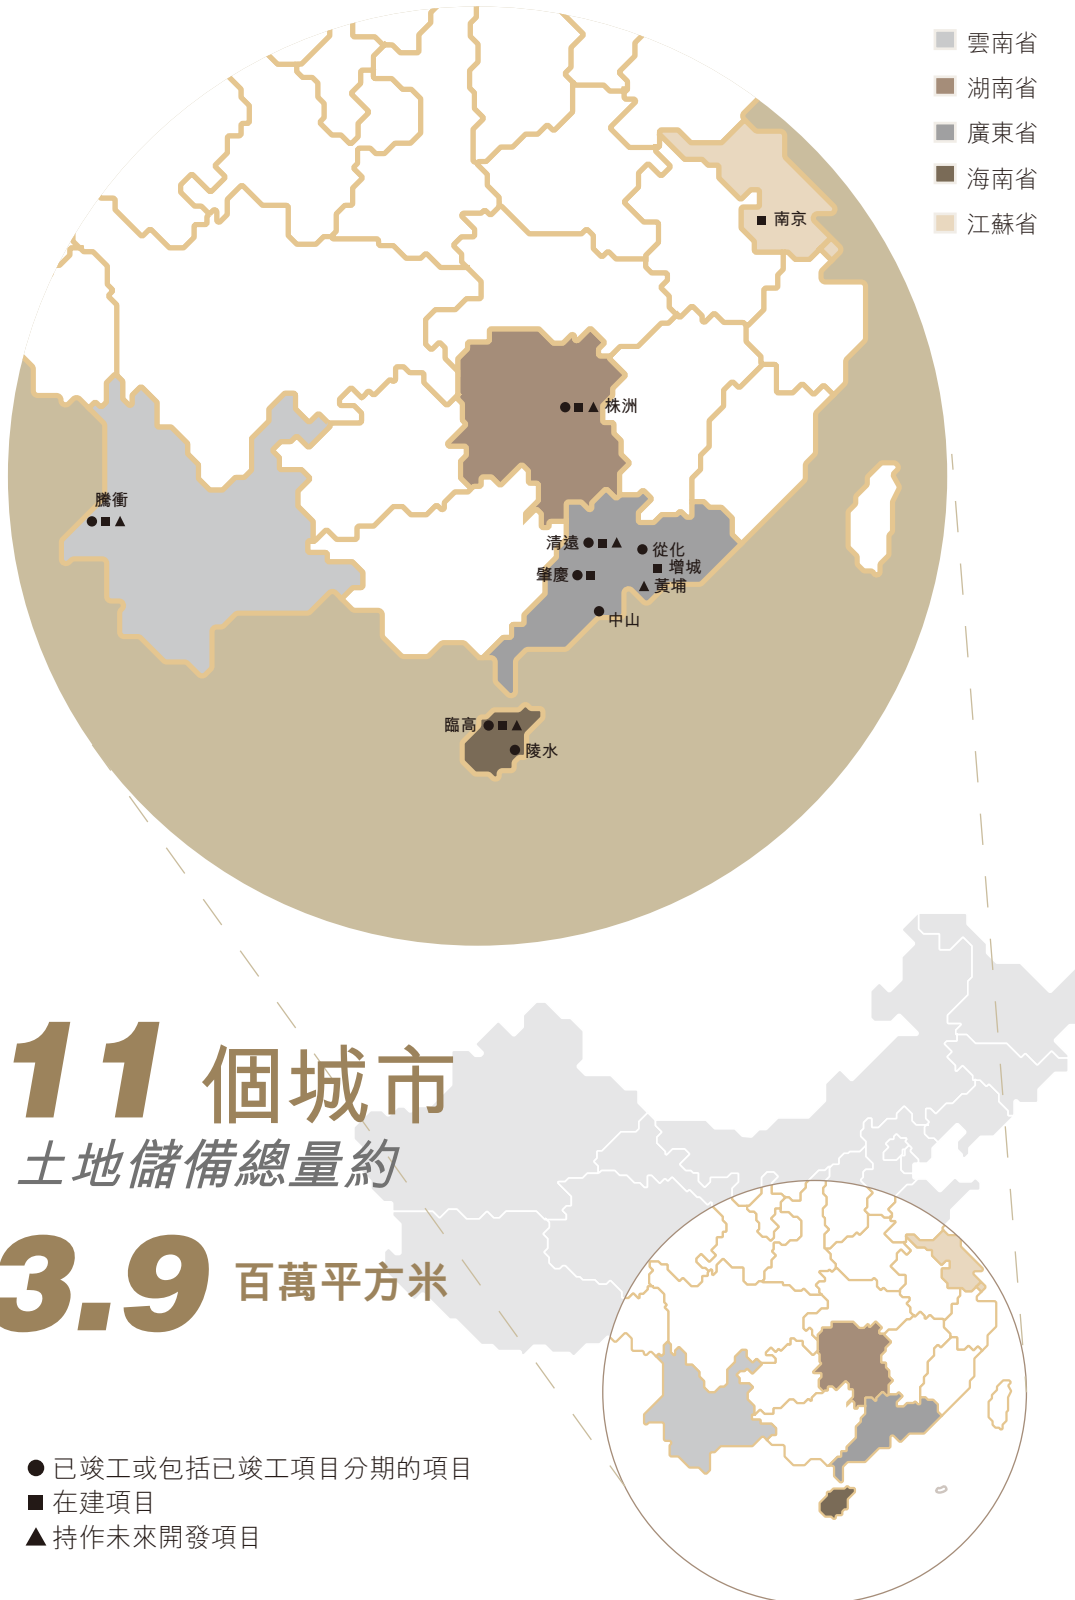 雲南省
湖南省
廣東省
海南省
江蘇省
南京
株洲
騰衝
清遠
從化
增城
肇慶
黃埔
中山
臨高
陵水
11 個城市
土地儲備總量約
3.9 百萬平方米
已竣工或包括已竣工項目分期的項目
在建項目
持作未來開發項目